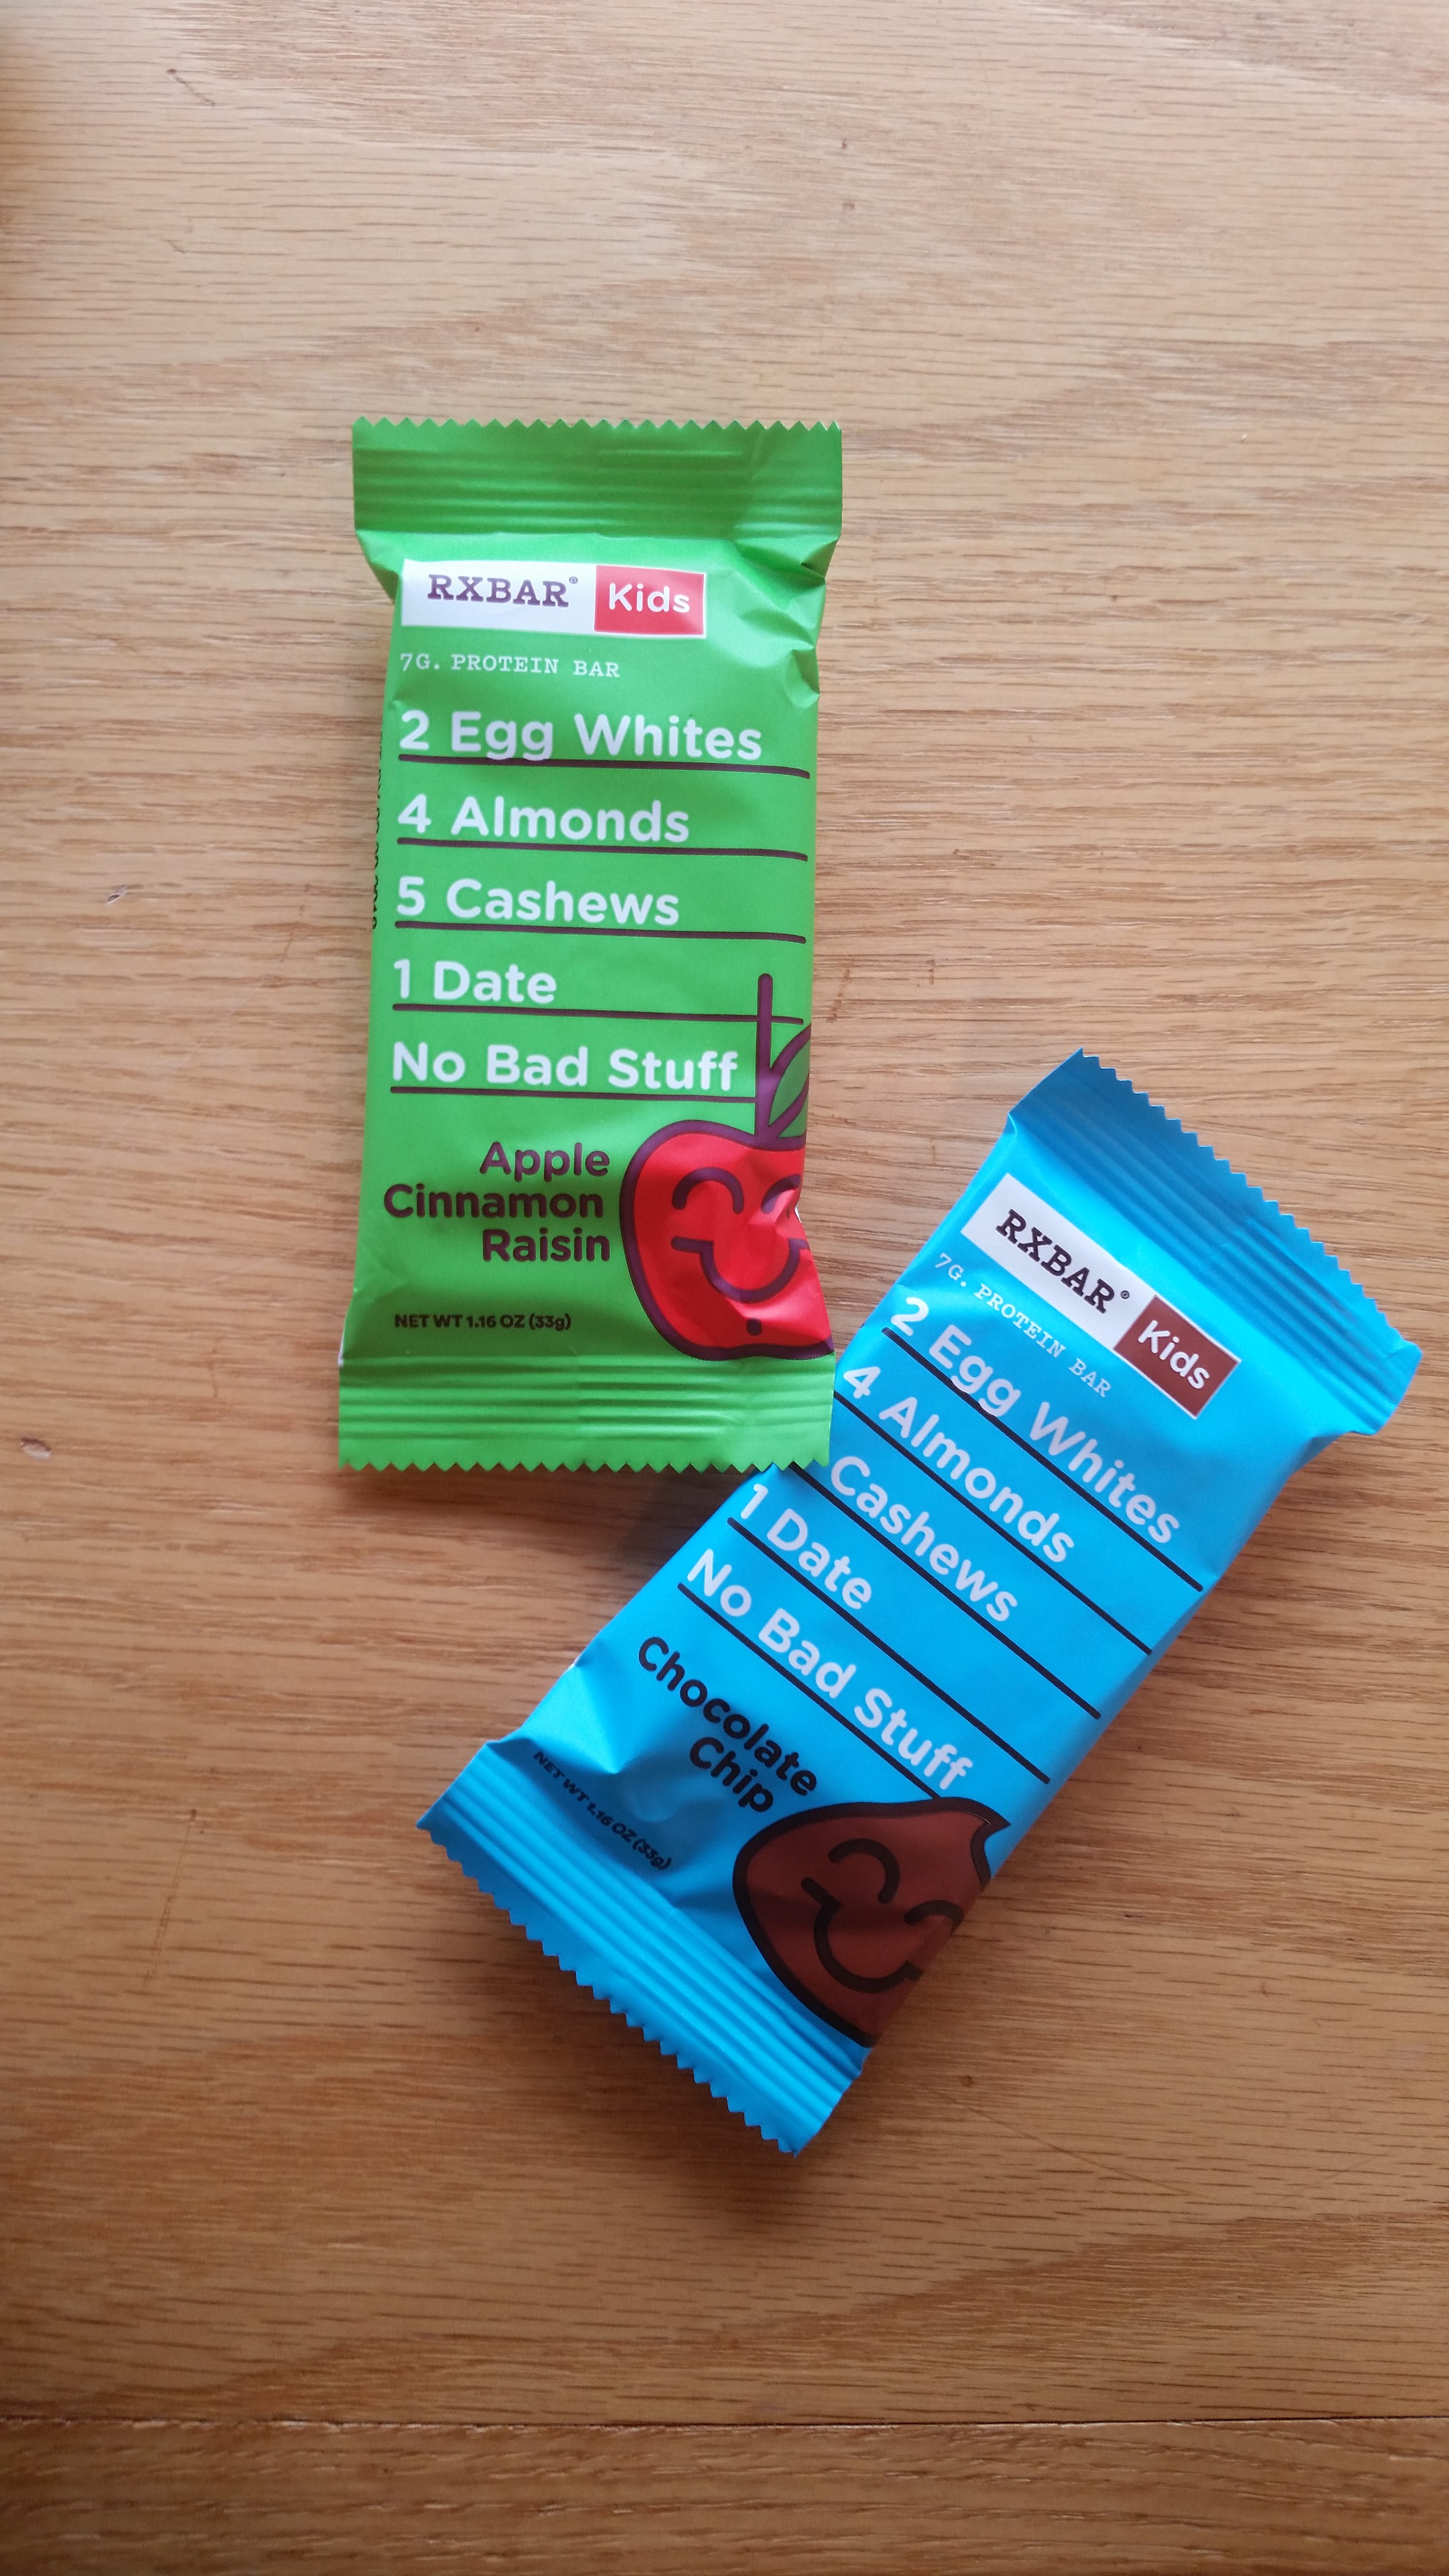 RXBAR® Kids
7G. PROTEIN BAR
2 Egg Whites
4 Almonds
5 Cashews
1 Date
No Bad Stuff
Apple
Cinnamon
Raisin
NET WT 1.16 OZ (33g)
RXBAR® Kids
7G. PROTEIN BAR
2 Egg Whites
4 Almonds
Cashews
1 Date
No Bad Stuff
Chocolate
Chip
NET WT 1.16 OZ (33g)